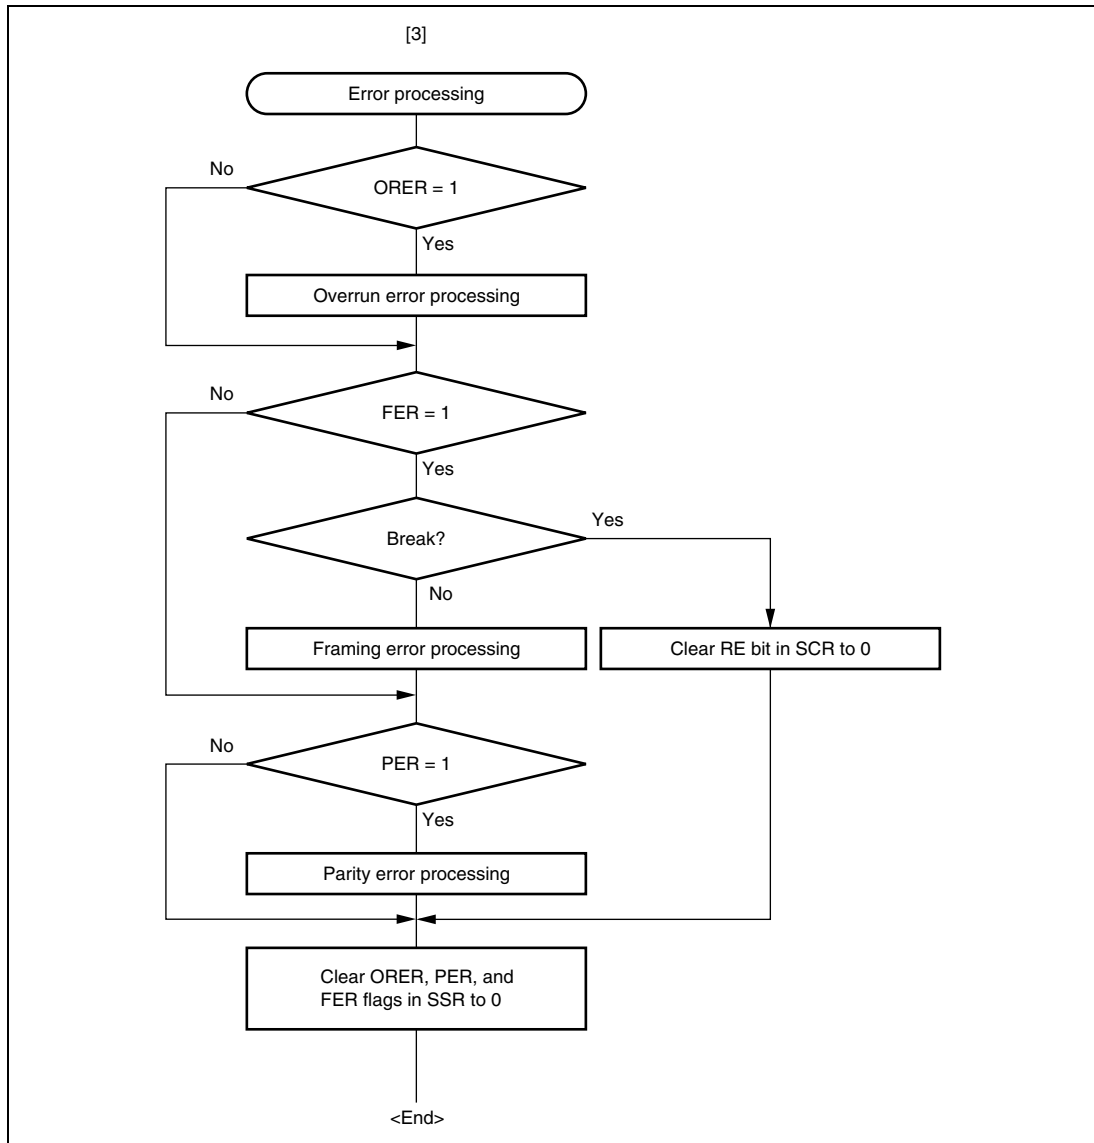 [3]
Error processing
No
ORER = 1
Yes
Overrun error processing
No
FER = 1
Yes
Break?
Yes
No
Framing error processing
Clear RE bit in SCR to 0
No
PER = 1
Yes
Parity error processing
Clear ORER, PER, and
FER flags in SSR to 0
<End>